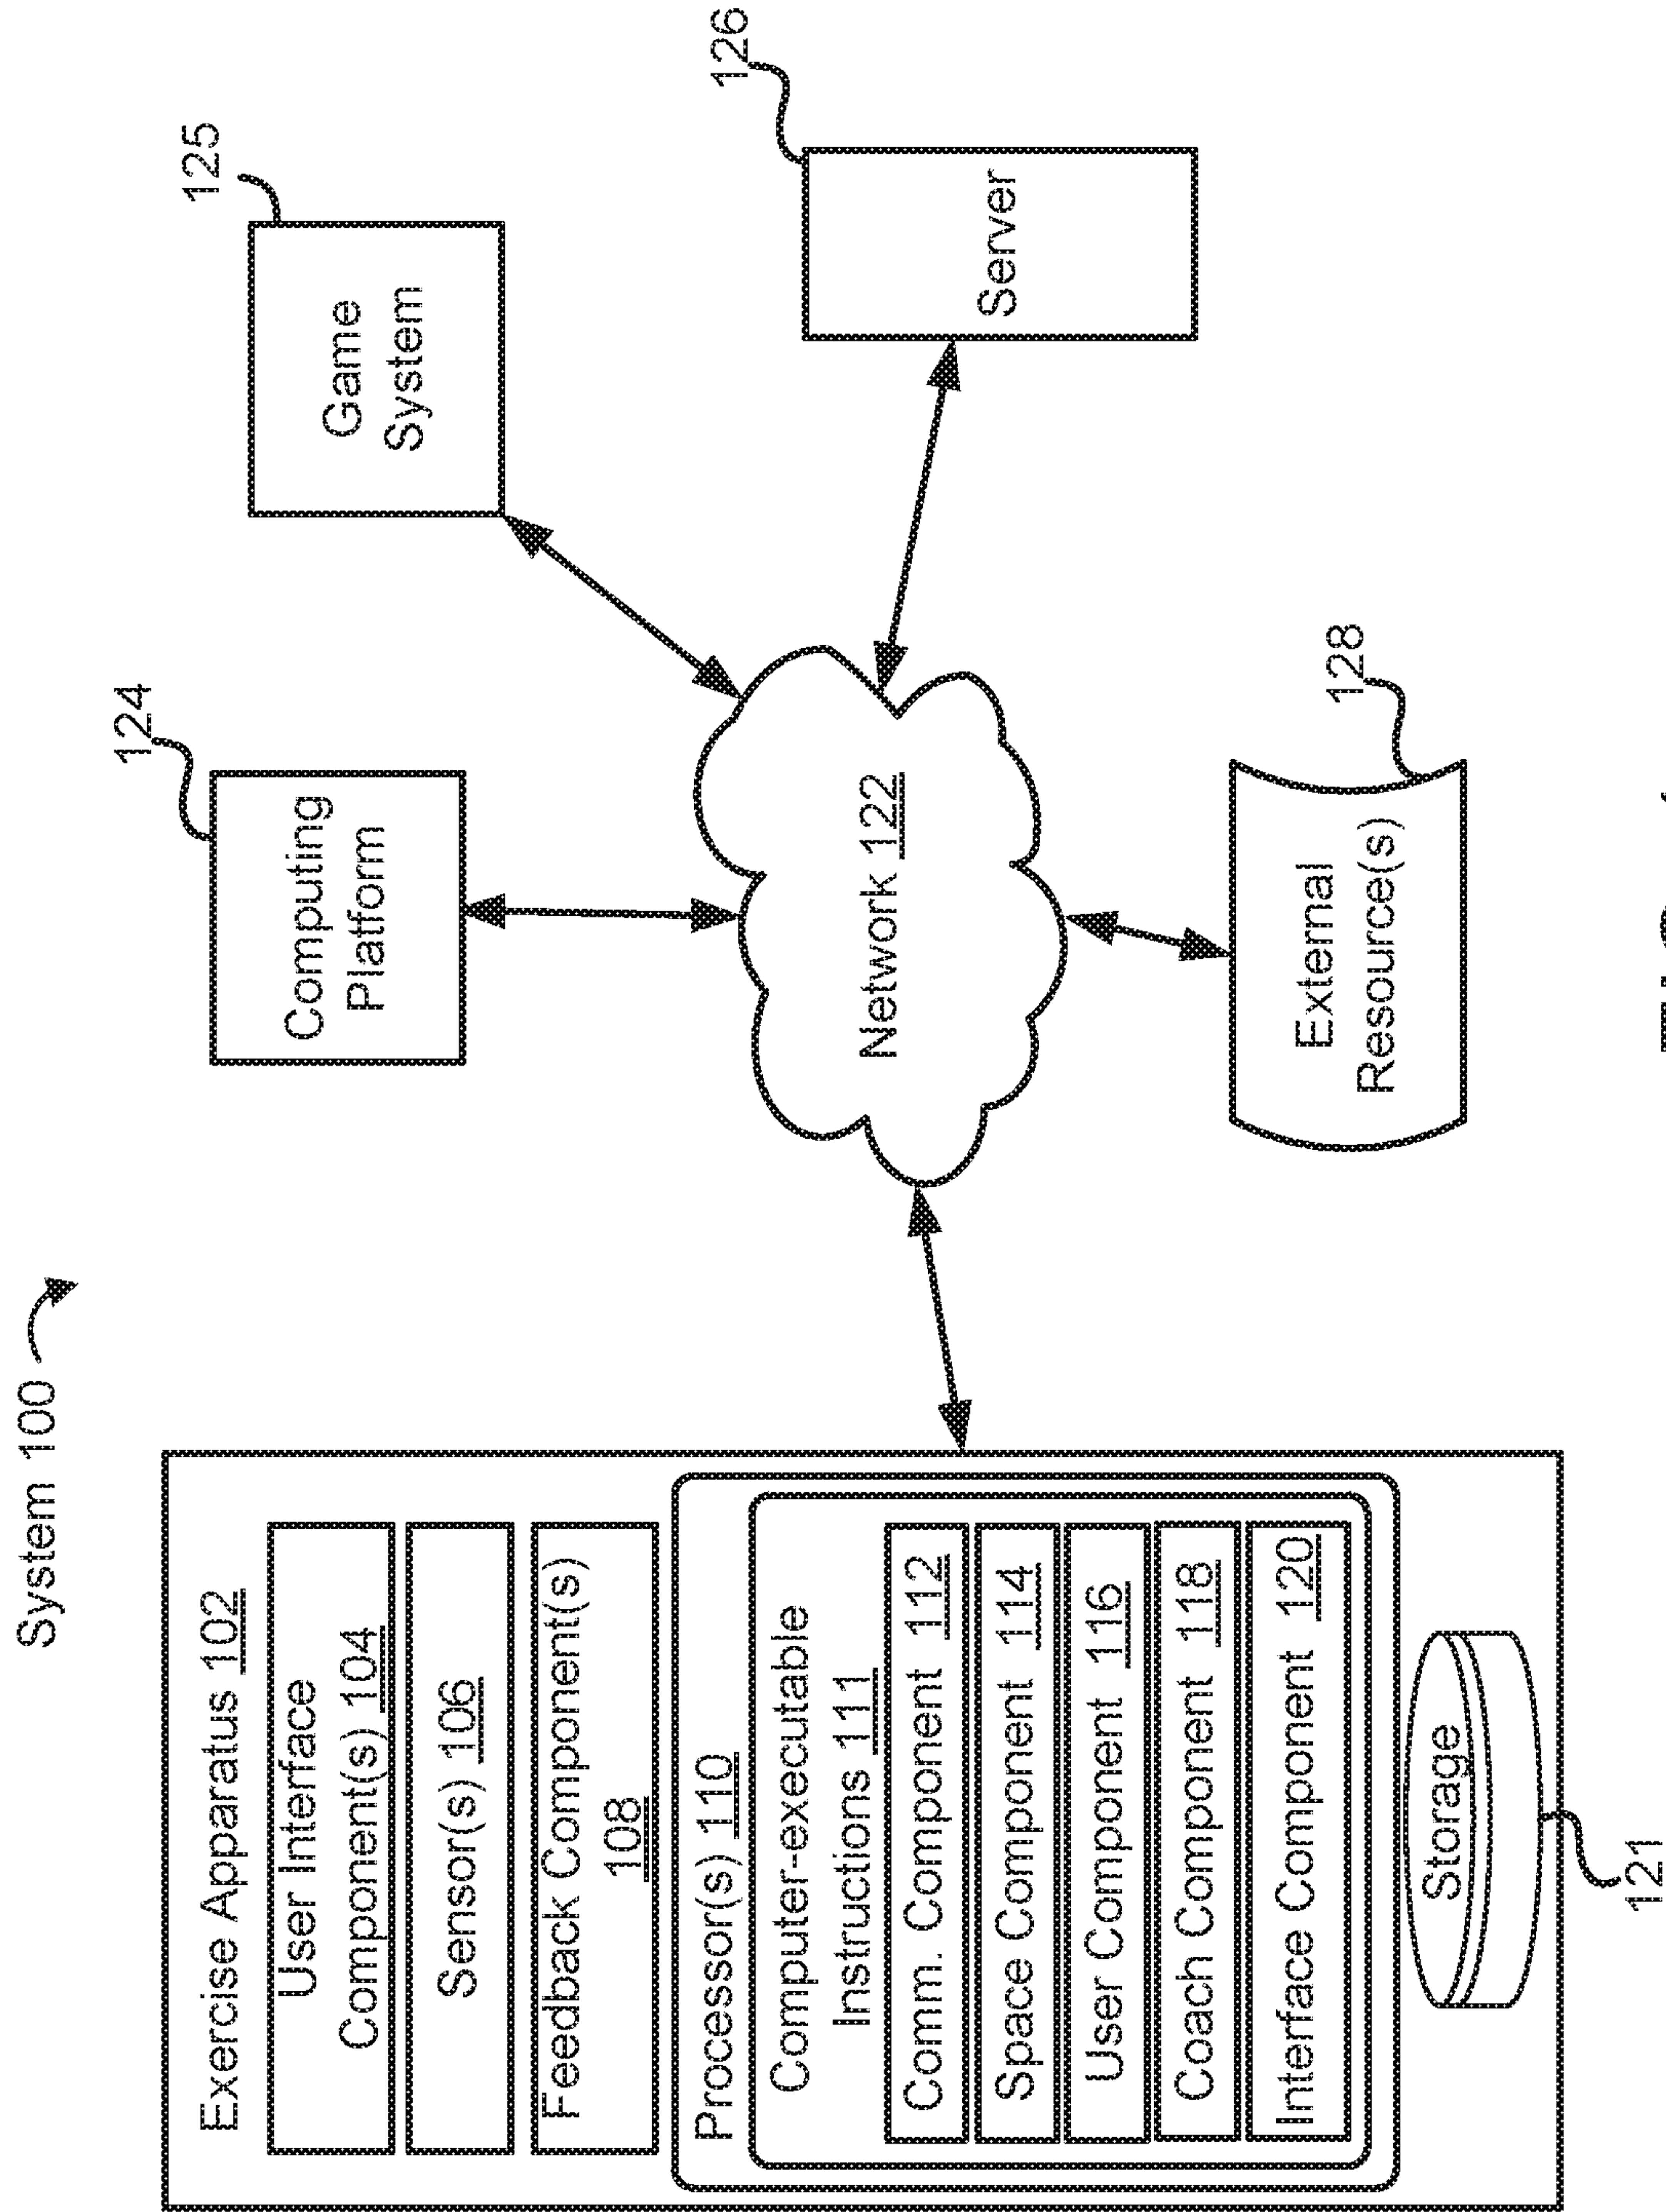 System 100
Exercise Apparatus 102
User Interface
Component(s) 104
Sensor(s) 106
Feedback Component(s)
108
Processor(s) 110
Computer-executable
Instructions 111
Comm. Component 112
Space Component 114
User Component 116
Coach Component 118
Interface Component 120
Storage
121
Network 122
124
Computing
Platform
125
Game
System
126
Server
128
External
Resource(s)